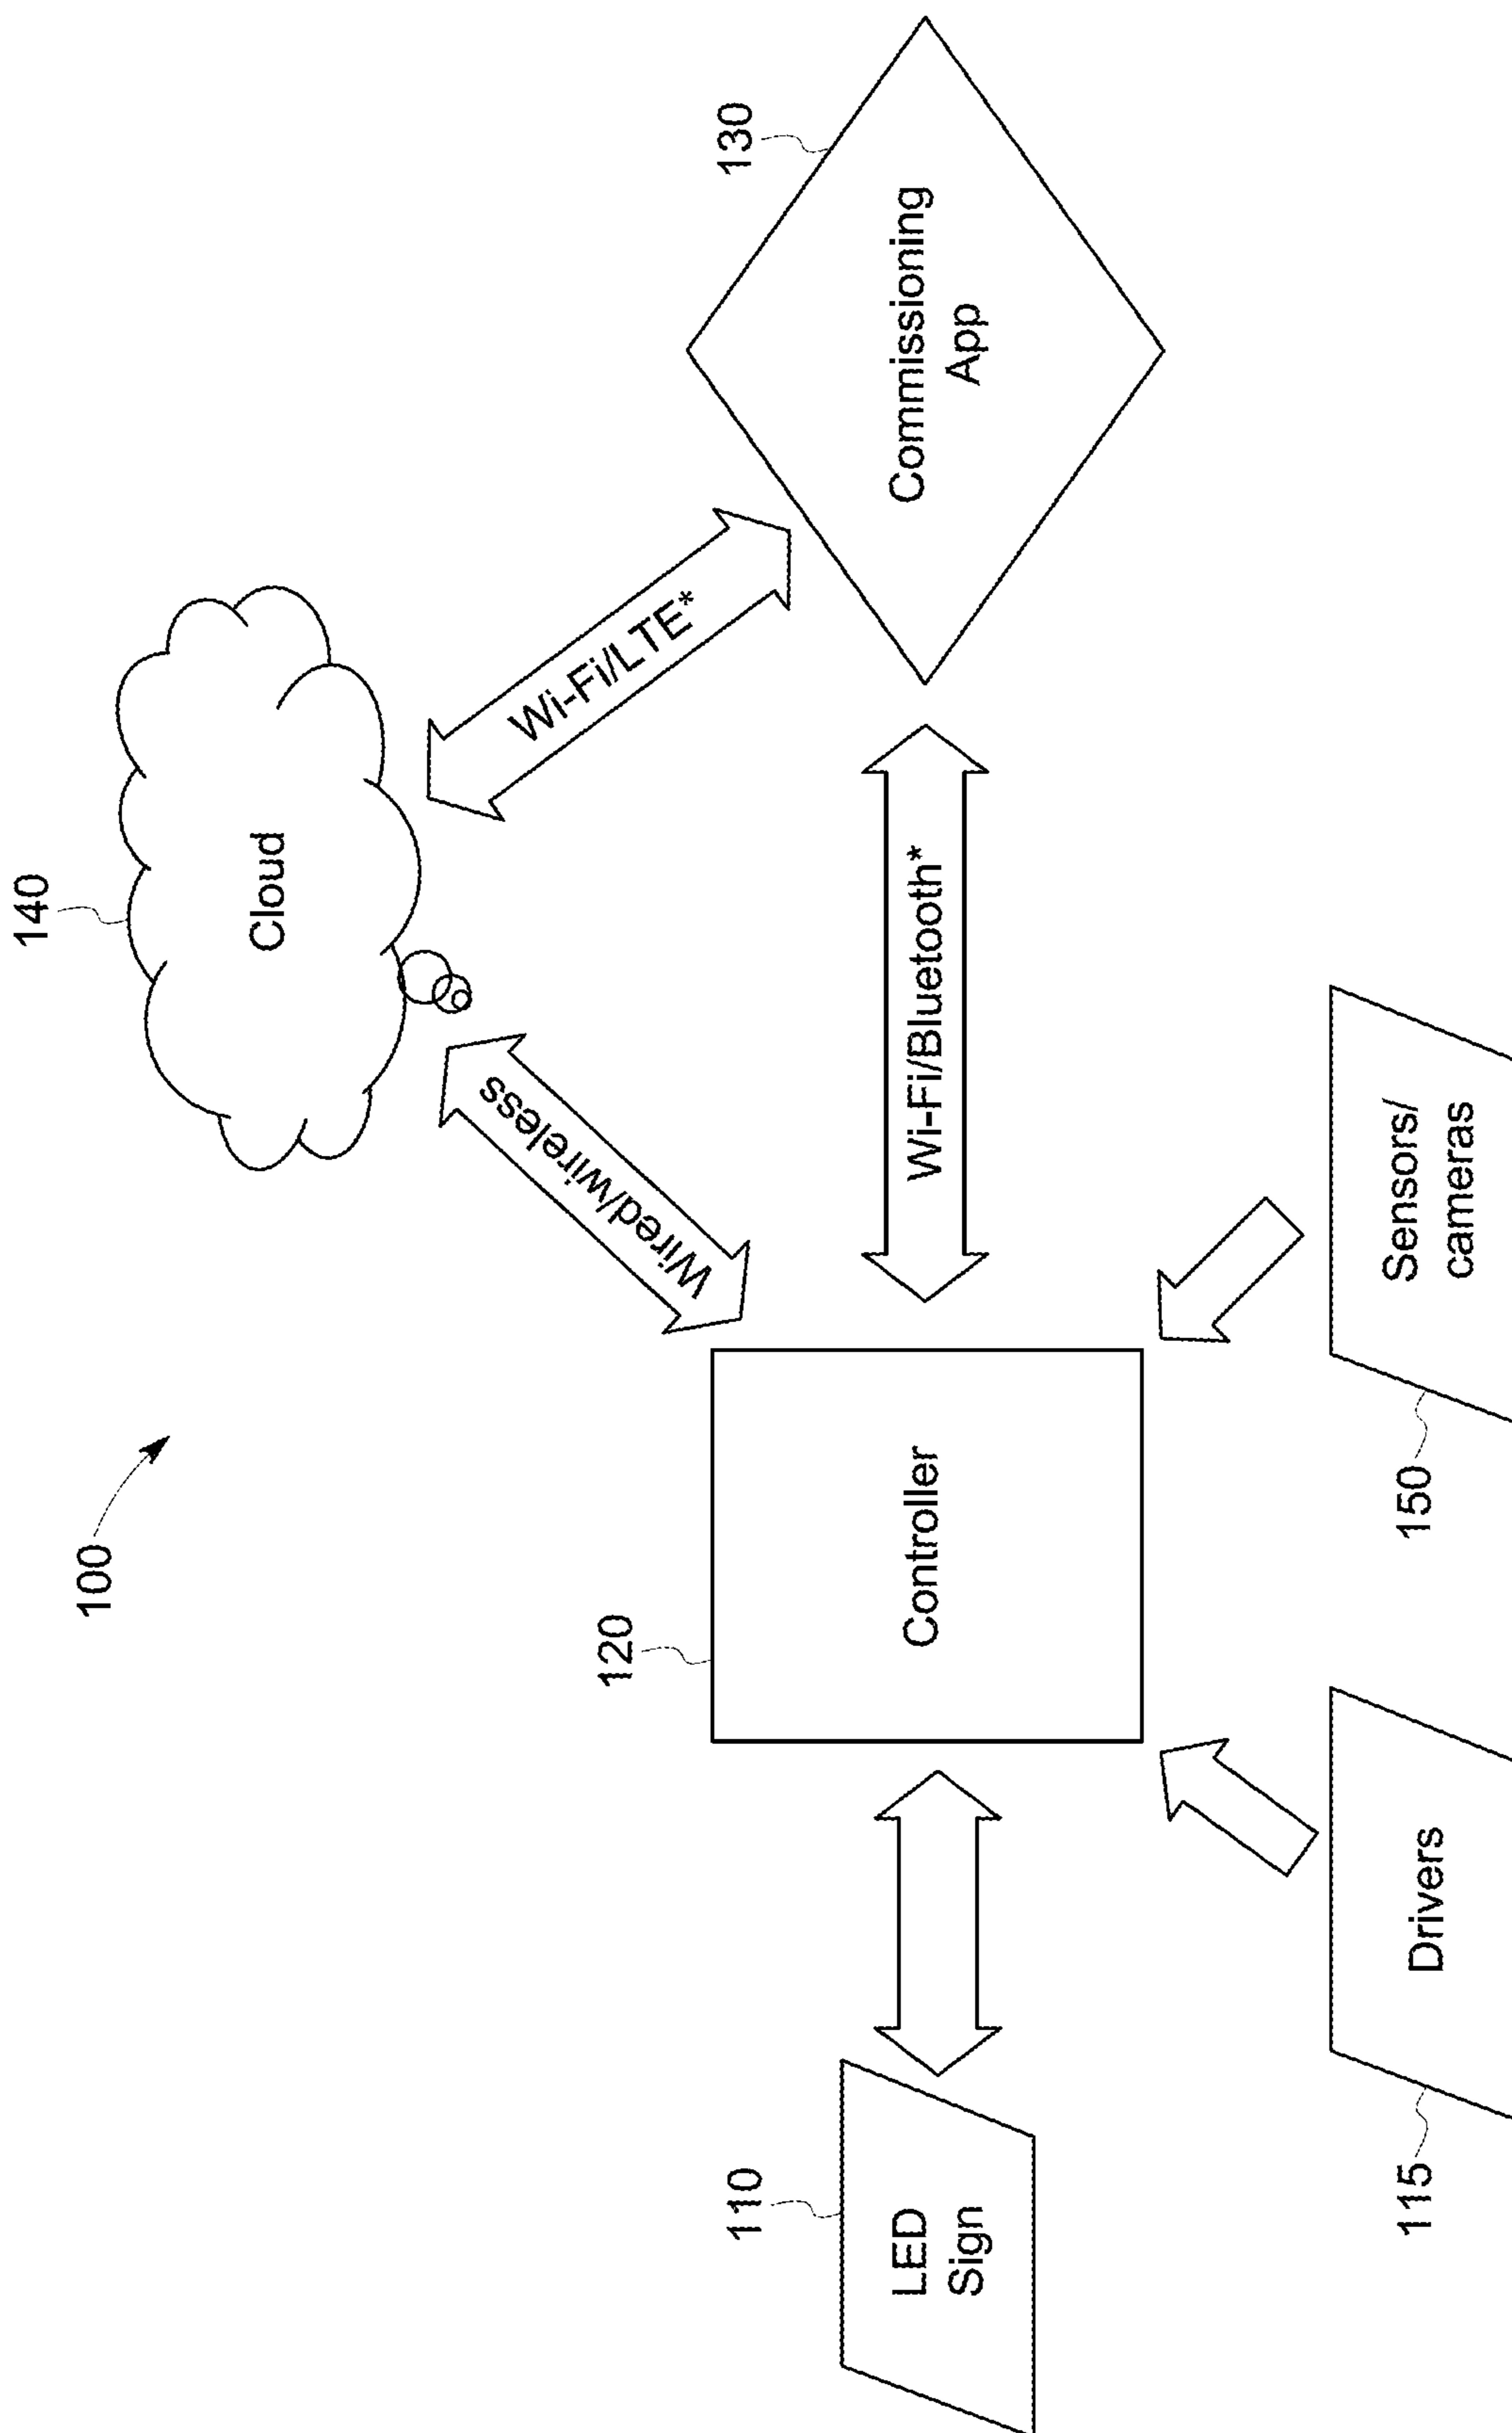 100
140
Cloud
Wired/wireless
Wi-Fi/LTE*
120
130
110
LED
Sign
Controller
Wi-Fi/Bluetooth*
Commissioning
App
115
Drivers
150
Sensors/
cameras